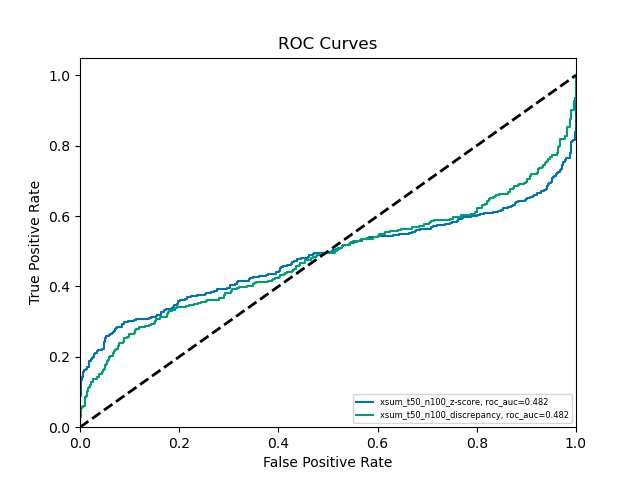 ROC Curves
1.0
0.8
0.6
0.4
0.2
0.0
True Positive Rate
0.0 0.2 0.4 0.6 0.8 1.0
False Positive Rate
xsum_t50_n100_z-score, roc_auc=0.482
xsum_t50_n100_discrepancy, roc_auc=0.482